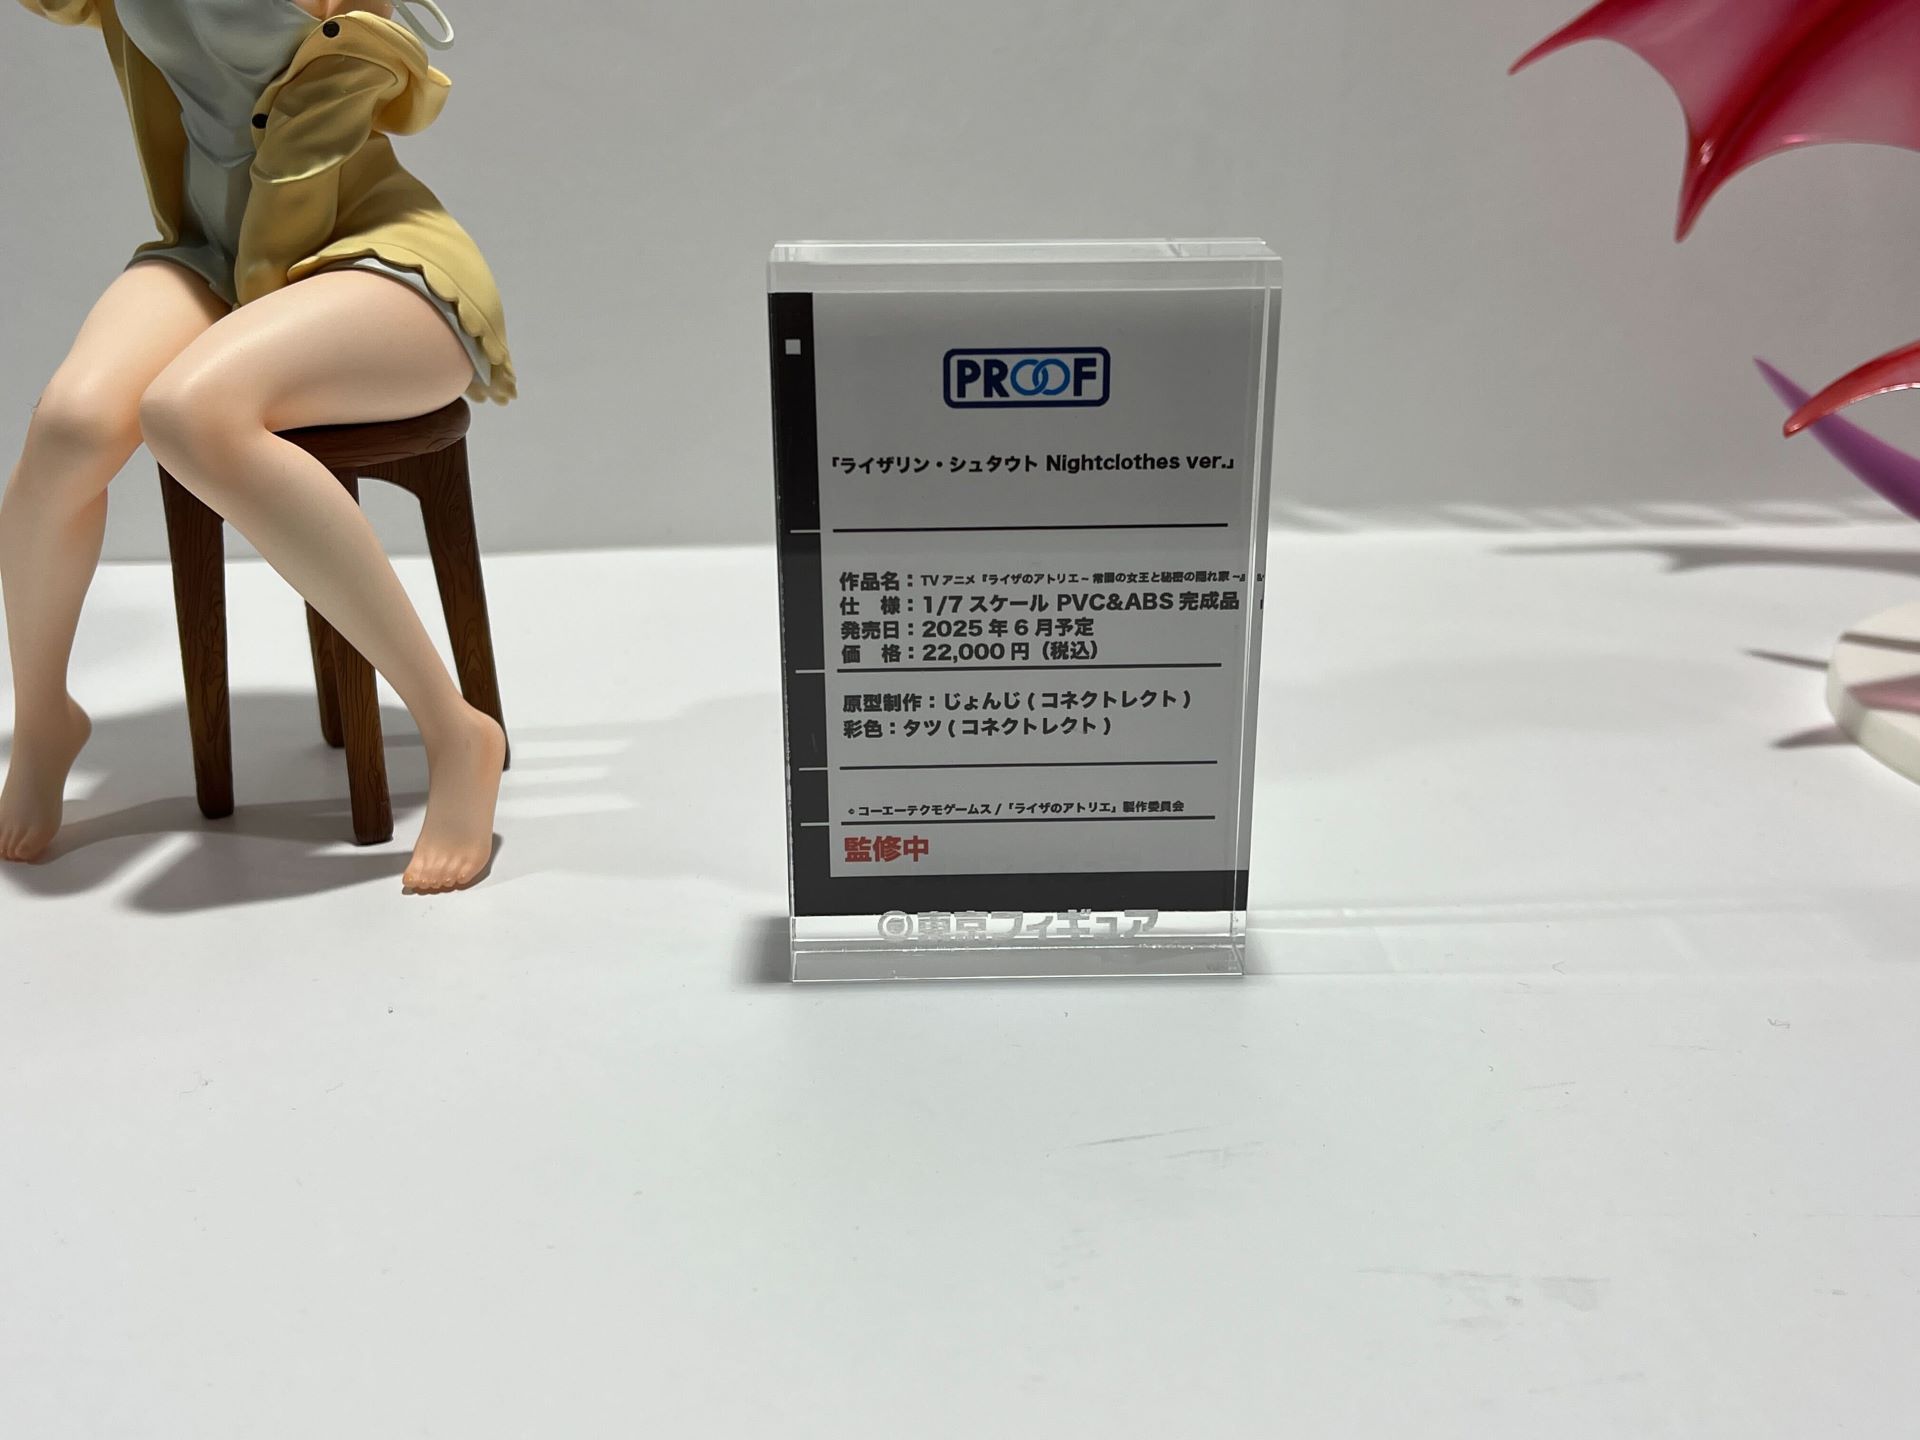 PROOF
「ライザリン・シュタウト Nightclothes ver.」
作品名：TVアニメ『ライザのアトリエ～常闇の女王と秘密の隠れ家～』
仕　様：1/7スケール PVC&ABS 完成品
発売日：2025年6月予定
価　格：22,000円（税込）
原型制作：じょんじ(コネクトレクト)
彩色：タツ(コネクトレクト)
©コーエーテクモゲームス/「ライザのアトリエ」製作委員会
監修中
@東京フィギュア